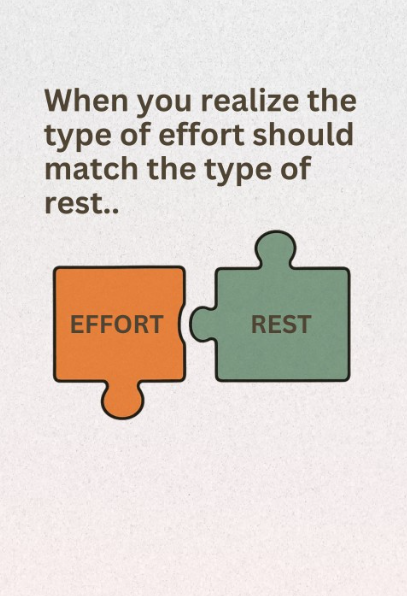 When you realize the
type of effort should
match the type of
rest..
EFFORT
REST